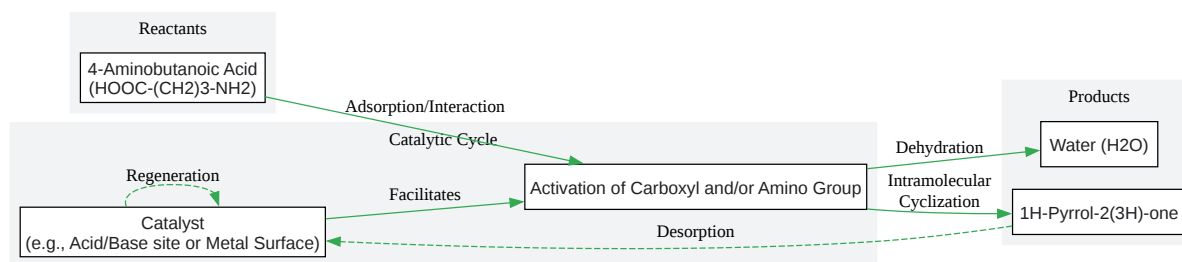 Reactants
4-Aminobutanoic Acid
(HOOC-(CH2)3-NH2)
Adsorption/Interaction
Catalytic Cycle
Products
Water (H2O)
Dehydration
Regeneration
Facilitates
Activation of Carboxyl and/or Amino Group
Intramolecular
Cyclization
1H-Pyrrol-2(3H)-one
Catalyst
(e.g., Acid/Base site or Metal Surface)
Desorption